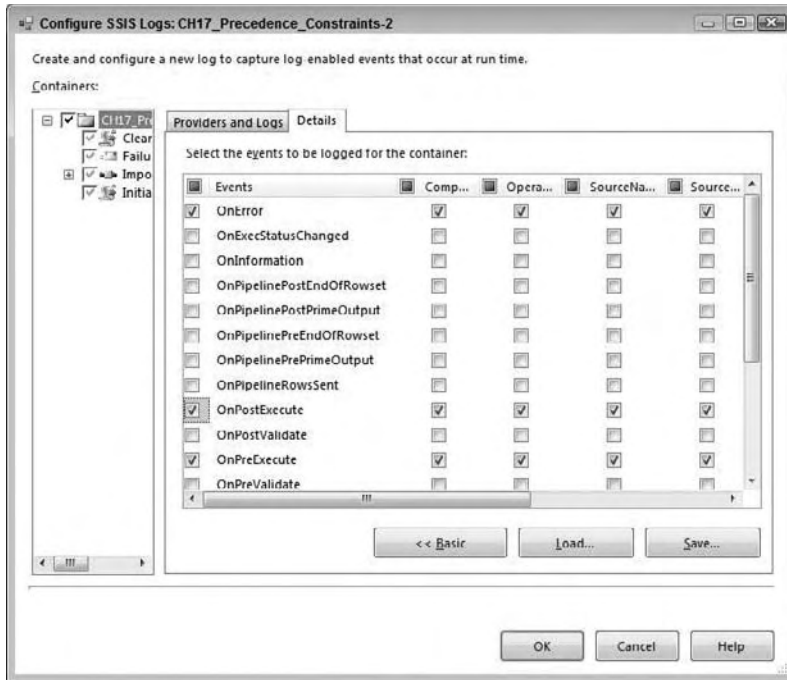 Configure SSIS Logs: CH17_Precedence_Constraints-2
Create and configure a new log to capture log-enabled events that occur at run time.
Containers:
CH17_Pre
Clear
Failu
Impo
Initia
Providers and Logs Details
Select the events to be logged for the container:
Events Comp... Opera... SourceNa... Source...
OnError
OnExecStatusChanged
OnInformation
OnPipelinePostEndOfRowset
OnPipelinePostPrimeOutput
OnPipelinePreEndOfRowset
OnPipelinePrePrimeOutput
OnPipelineRowsSent
OnPostExecute
OnPostValidate
OnPreExecute
OnPreValidate
<< Basic Load... Save...
OK Cancel Help